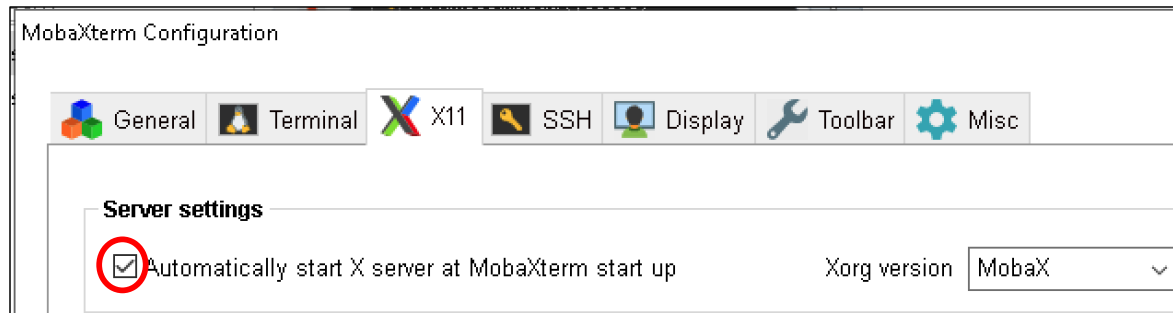 MobaXterm Configuration
General Terminal X11 SSH Display Toolbar Misc
Server settings
Automatically start X server at MobaXterm start up Xorg version MobaX